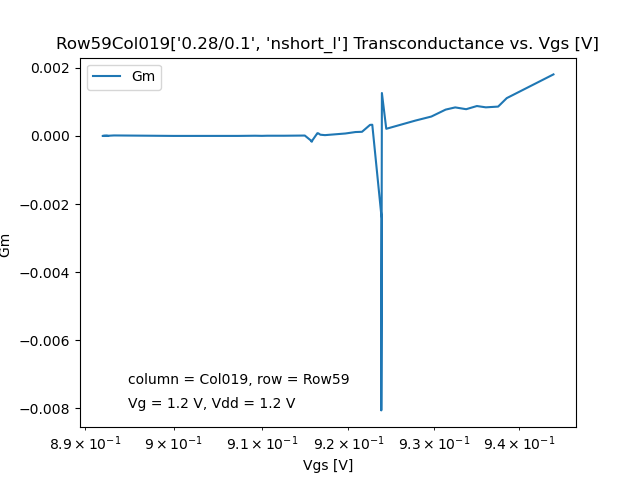 Row59Col019['0.28/0.1', 'nshort_l'] Transconductance vs. Vgs [V]
Gm
0.002
0.000
−0.002
−0.004
−0.006
−0.008
Gm
column = Col019, row = Row59
Vg = 1.2 V, Vdd = 1.2 V
8.9 × 10⁻¹ 9 × 10⁻¹ 9.1 × 10⁻¹ 9.2 × 10⁻¹ 9.3 × 10⁻¹ 9.4 × 10⁻¹
Vgs [V]